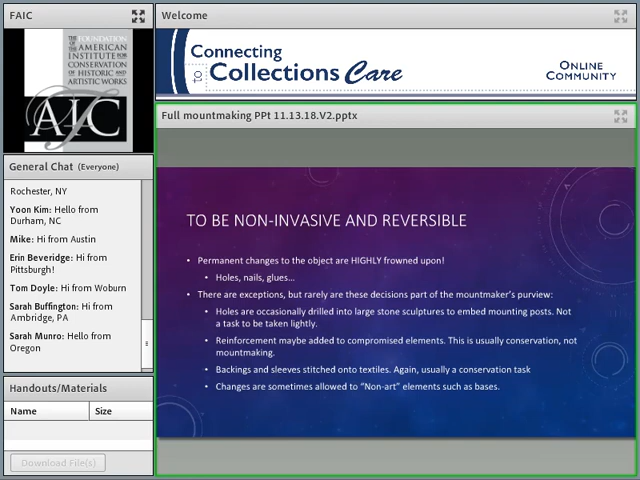 FAIC
THE FOUNDATION
OF THE AMERICAN
INSTITUTE FOR
CONSERVATION
OF HISTORIC AND
ARTISTIC WORKS
AIC
General Chat (Everyone)
Rochester, NY
Yoon Kim: Hello from
Durham, NC
Mike: Hi from Austin
Erin Beveridge: Hi from
Pittsburgh!
Tom Doyle: Hi from Woburn
Sarah Buffington: Hi from
Ambridge, PA
Sarah Munro: Hello from
Oregon
Handouts/Materials
Name Size
Download File(s)
Welcome
Connecting
to Collections Care
ONLINE
COMMUNITY
Full mountmaking PPt 11.13.18.V2.pptx
TO BE NON-INVASIVE AND REVERSIBLE
• Permanent changes to the object are HIGHLY frowned upon!
• Holes, nails, glues...
• There are exceptions, but rarely are these decisions part of the mountmaker's purview:
• Holes are occasionally drilled into large stone sculptures to embed mounting posts. Not
a task to be taken lightly.
• Reinforcement maybe added to compromised elements. This is usually conservation, not
mountmaking.
• Backings and sleeves stitched onto textiles. Again, usually a conservation task
• Changes are sometimes allowed to "Non-art" elements such as bases.